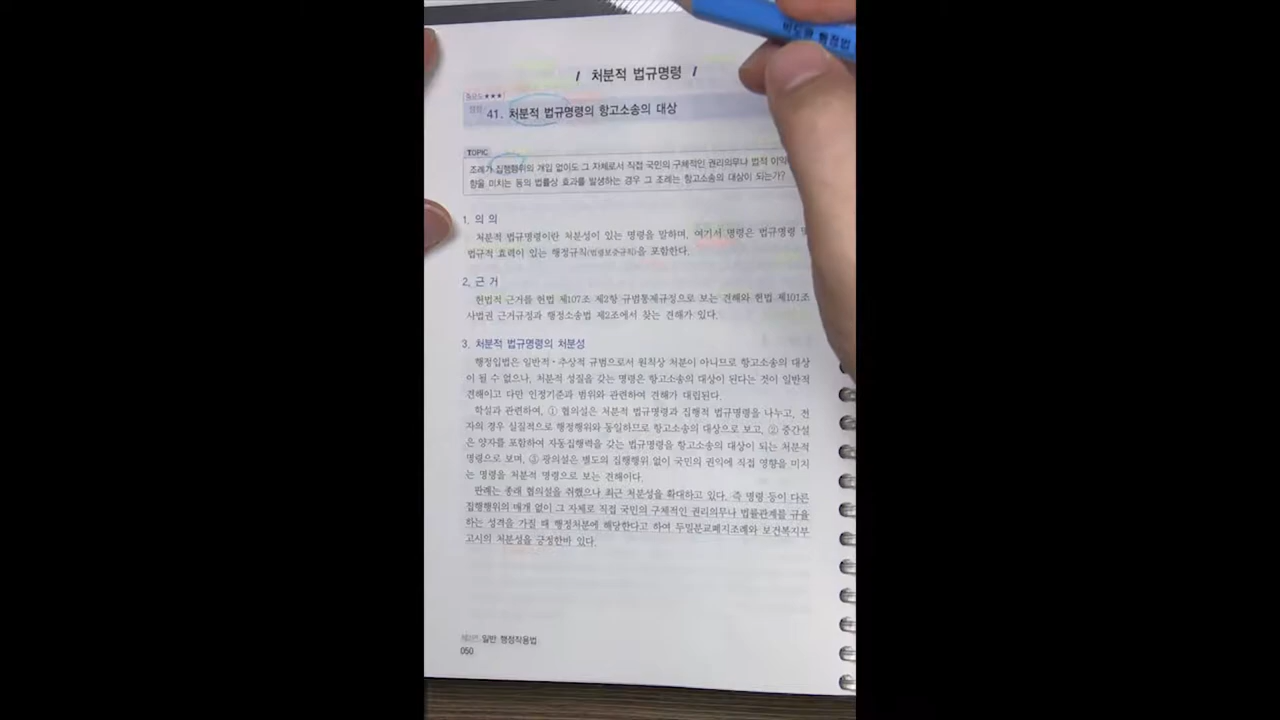 행정법
/ 처분적 법규명령 /
중요도 ★★★
쟁점 41. 처분적 법규명령의 항고소송의 대상
TOPIC
조례가 집행행위의 개입 없이도 그 자체로서 직접 국민의 구체적인 권리의무나 법적 이익
향을 미치는 등의 법률상 효과를 발생하는 경우 그 조례는 항고소송의 대상이 되는가?
1. 의 의
처분적 법규명령이란 처분성이 있는 명령을 말하며, 여기서 명령은 법규명령 및
법규적 효력이 있는 행정규칙(법령보충규칙)을 포함한다.
2. 근 거
헌법적 근거를 헌법 제107조 제2항 규범통제규정으로 보는 견해와 헌법 제101조
사법권 근거규정과 행정소송법 제2조에서 찾는 견해가 있다.
3. 처분적 법규명령의 처분성
행정입법은 일반적·추상적 규범으로서 원칙상 처분이 아니므로 항고소송의 대상
이 될 수 없으나, 처분적 성질을 갖는 명령은 항고소송의 대상이 된다는 것이 일반적
견해이고 다만 인정기준과 범위와 관련하여 견해가 대립된다.
학설과 관련하여, ① 협의설은 처분적 법규명령과 집행적 법규명령을 나누고, 전
자의 경우 실질적으로 행정행위와 동일하므로 항고소송의 대상으로 보고, ② 중간설
은 양자를 포함하여 자동집행력을 갖는 법규명령을 항고소송의 대상이 되는 처분적
명령으로 보며, ③ 광의설은 별도의 집행행위 없이 국민의 권익에 직접 영향을 미치
는 명령을 처분적 명령으로 보는 견해이다.
판례는 종래 협의설을 취했으나 최근 처분성을 확대하고 있다. 즉 명령 등이 다른
집행행위의 매개 없이 그 자체로 직접 국민의 구체적인 권리의무나 법률관계를 규율
하는 성격을 가질 때 행정처분에 해당한다고 하여 두밀분교폐지조례와 보건복지부
고시의 처분성을 긍정한바 있다.
제2편 일반 행정작용법
050